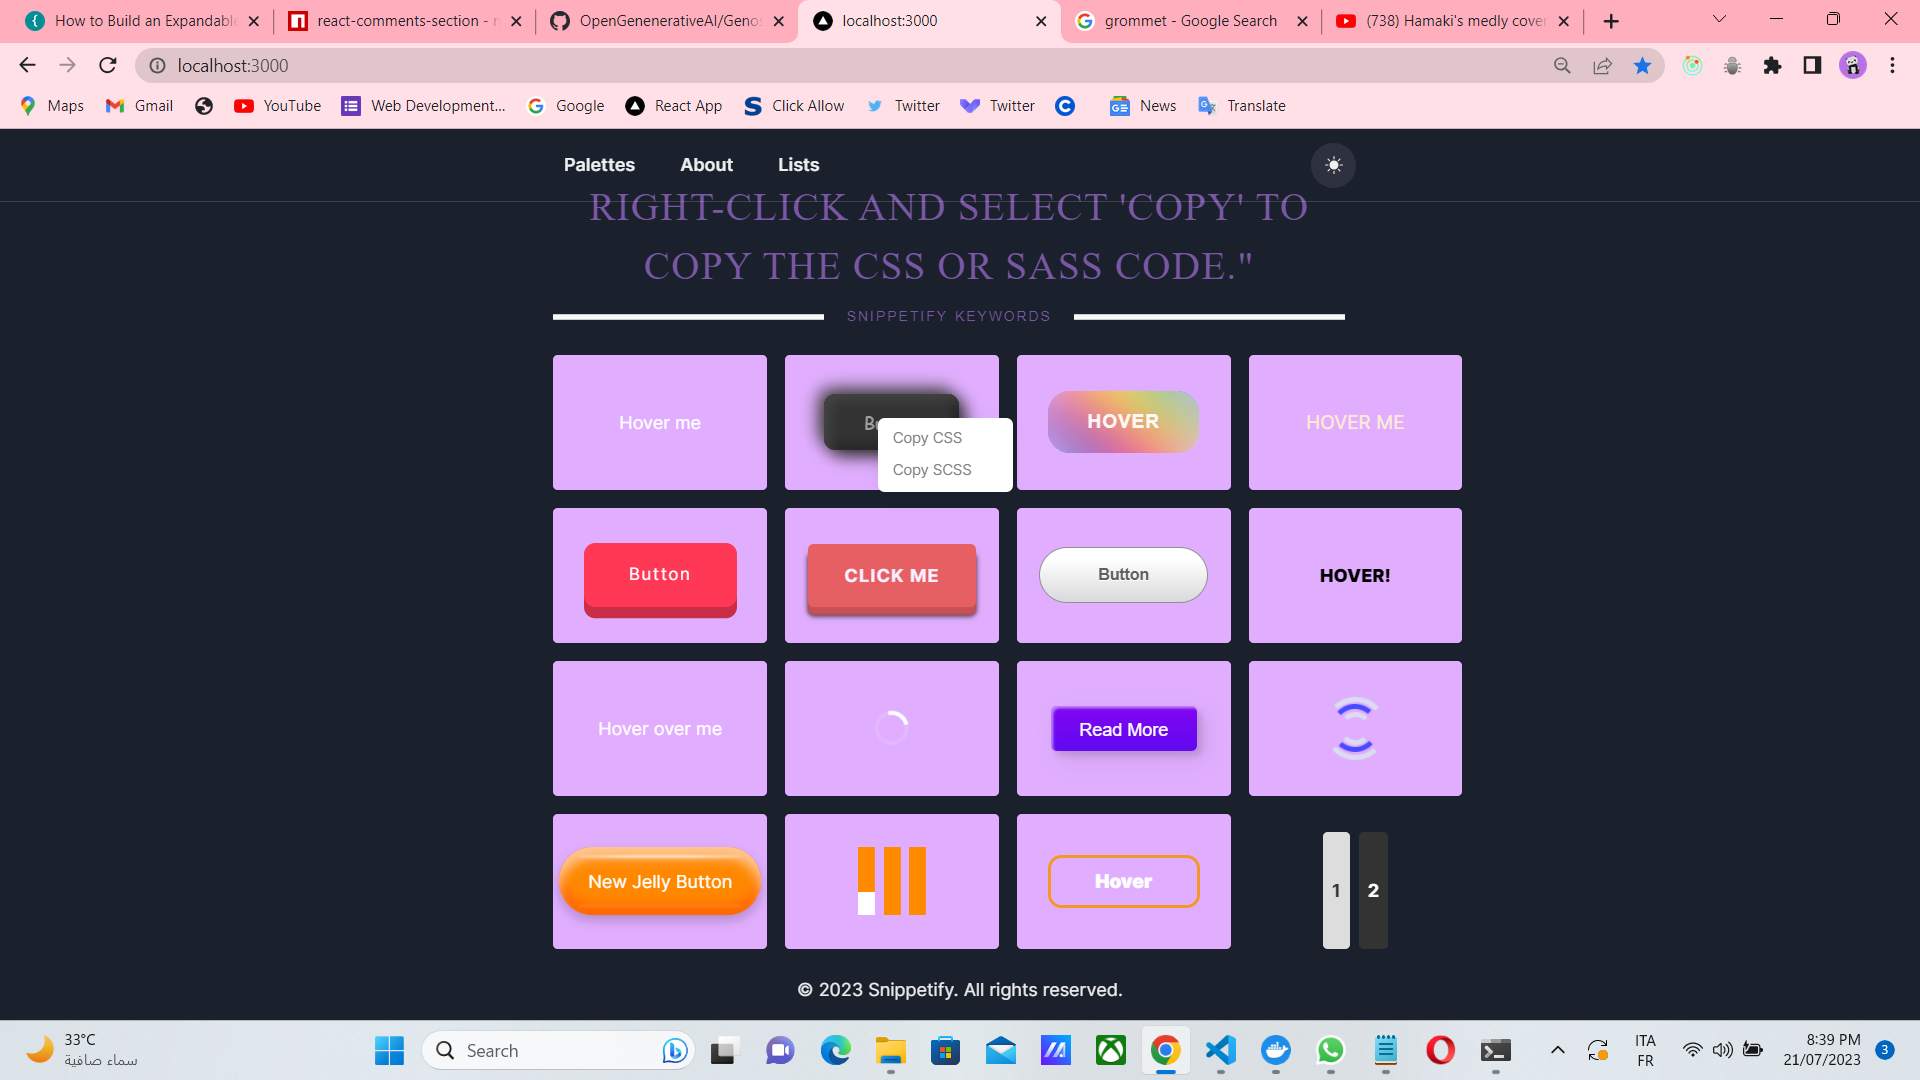 How to Build an Expandabl
react-comments-section - n
OpenGenenerativeAI/Geno
localhost:3000
grommet - Google Search
(738) Hamaki's medly cover
localhost:3000
Maps
Gmail
YouTube
Web Development...
Google
React App
Click Allow
Twitter
Twitter
News
Translate
Palettes
About
Lists
RIGHT-CLICK AND SELECT 'COPY' TO
COPY THE CSS OR SASS CODE."
SNIPPETIFY KEYWORDS
Hover me
Copy CSS
Copy SCSS
HOVER
HOVER ME
Button
CLICK ME
Button
HOVER!
Hover over me
Read More
New Jelly Button
Hover
1
2
© 2023 Snippetify. All rights reserved.
33°C
سماء صافية
Search
ITA
FR
8:39 PM
21/07/2023
3